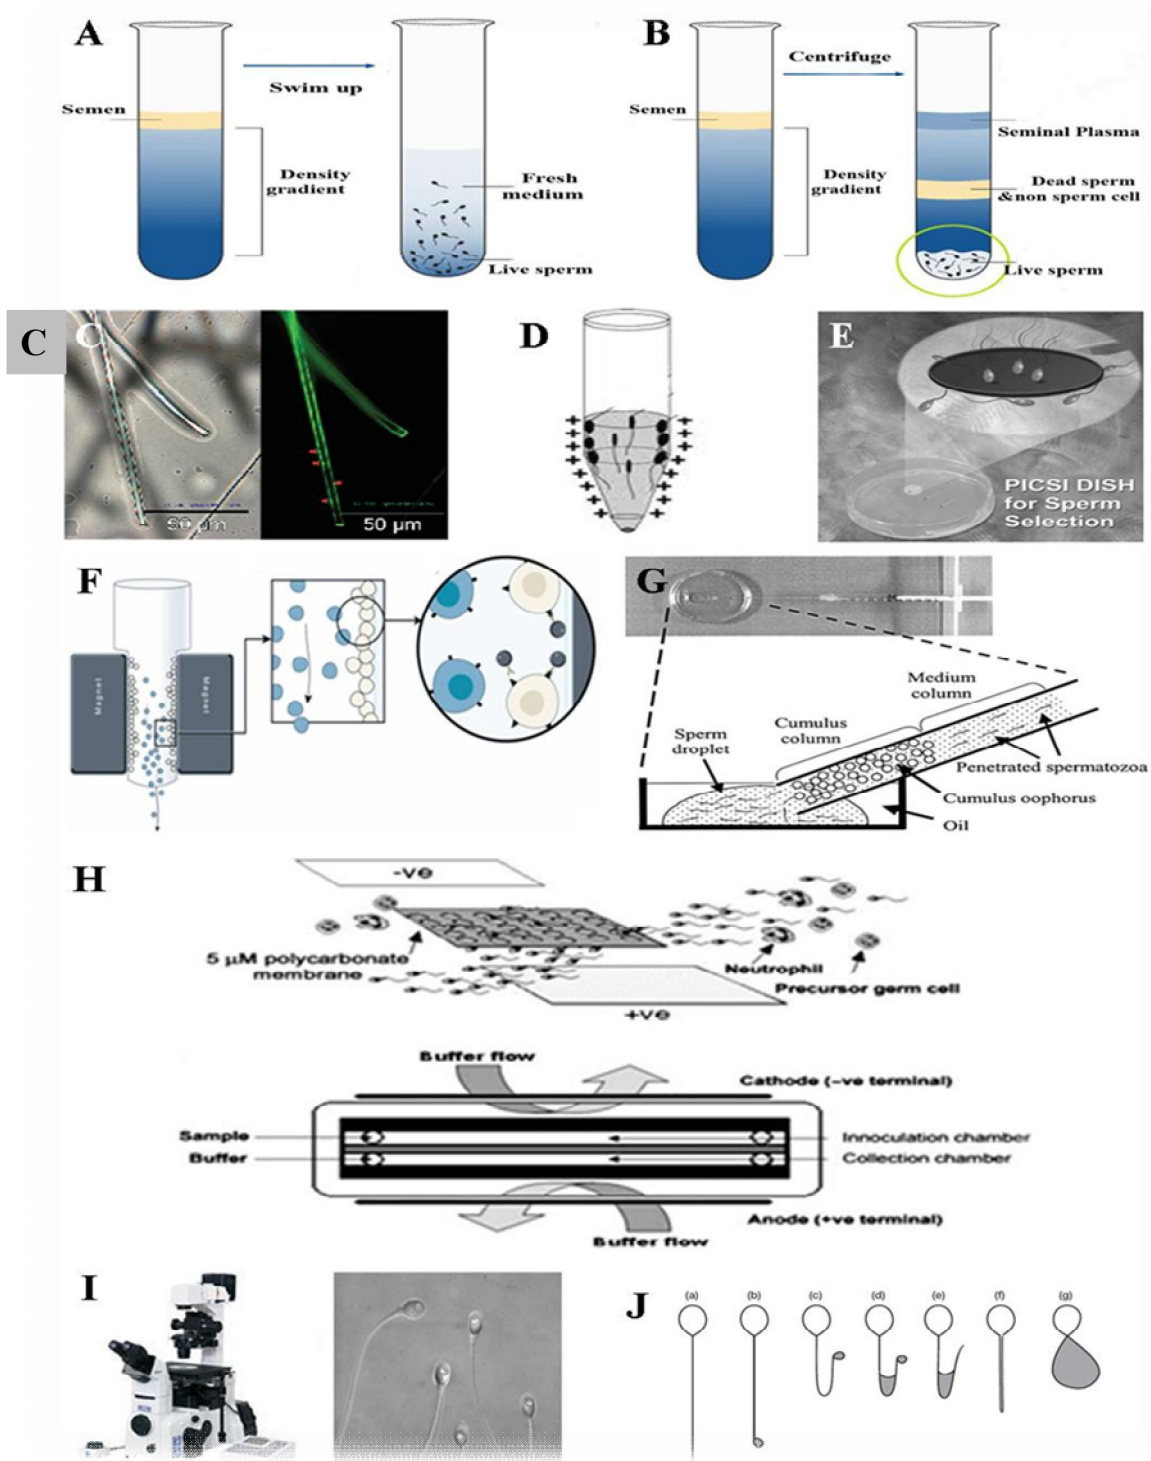 A
Semen
Swim up
Density
gradient
Fresh
medium
Live sperm
B
Semen
Centrifuge
Density
gradient
Seminal Plasma
Dead sperm
&non sperm cell
Live sperm
C
C
50 μm
50 μm
D
E
PICSI DISH
for Sperm
Selection
F
Magnet
Magnet
G
Medium
column
Cumulus
column
Sperm
droplet
Penetrated spermatozoa
Cumulus oophorus
Oil
H
-ve
5 μM polycarbonate
membrane
Neutrophil
Precursor germ cell
+ve
Buffer flow
Cathode (-ve terminal)
Sample
Buffer
Innoculation chamber
Collection chamber
Anode (+ve terminal)
Buffer flow
I
J
(a) (b) (c) (d) (e) (f) (g)